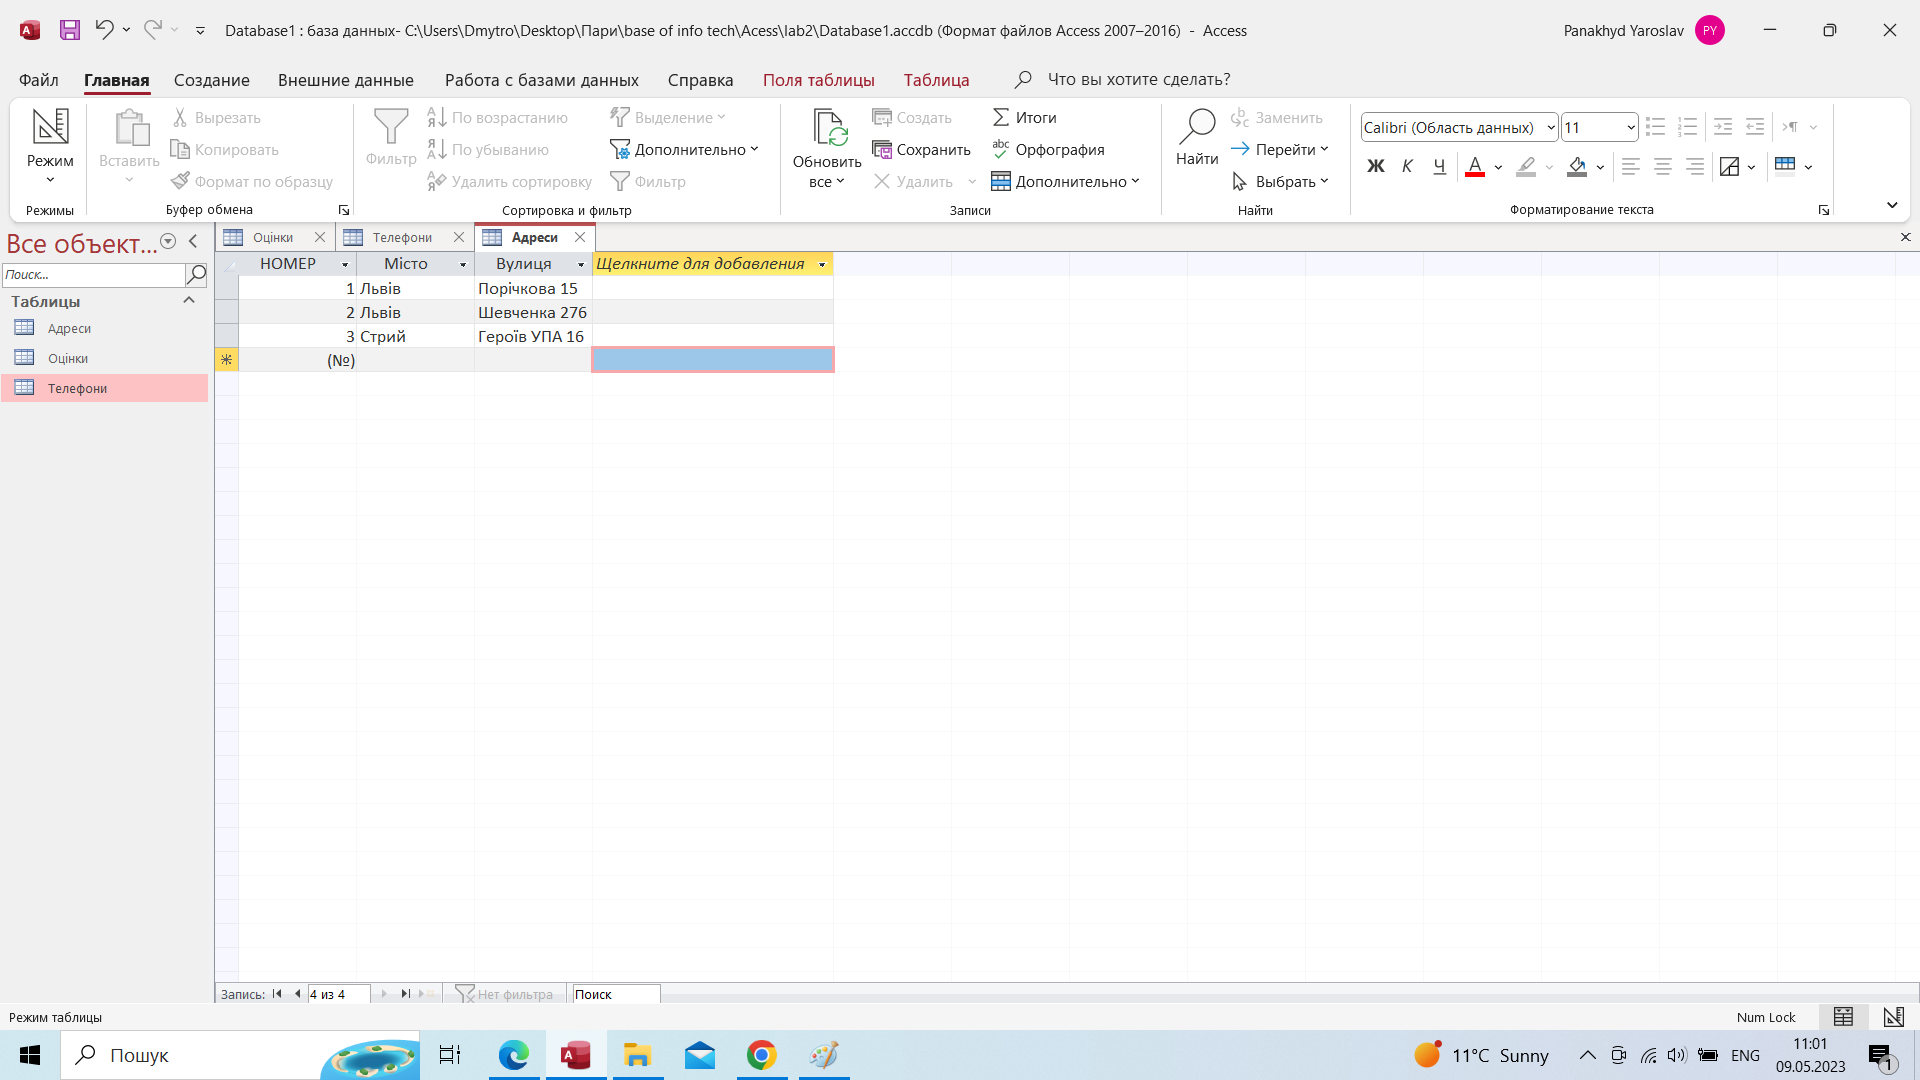 Database1 : база данных- C:\Users\Dmytro\Desktop\Пари\base of info tech\Acess\lab2\Database1.accdb (Формат файлов Access 2007–2016) - Access
Panakhyd Yaroslav PY
Файл Главная Создание Внешние данные Работа с базами данных Справка Поля таблицы Таблица Что вы хотите сделать?
Режим
Режимы
Вставить
Вырезать
Копировать
Формат по образцу
Буфер обмена
Фильтр
По возрастанию
По убыванию
Удалить сортировку
Выделение
Дополнительно
Фильтр
Сортировка и фильтр
Обновить
все
Создать
Сохранить
Удалить
Итоги
Орфография
Дополнительно
Записи
Найти
Заменить
Перейти
Выбрать
Найти
Calibri (Область данных) 11
Ж К Ч А
Форматирование текста
Все объект...
Поиск...
Таблицы
Адреси
Оцінки
Телефони
Оцінки Телефони Адреси
НОМЕР Місто Вулиця Щелкните для добавления
1 Львів Порічкова 15
2 Львів Шевченка 276
3 Стрий Героїв УПА 16
(№)
Запись: 4 из 4 Нет фильтра Поиск
Режим таблицы Num Lock
Пошук
11°C Sunny
ENG
11:01
09.05.2023
1